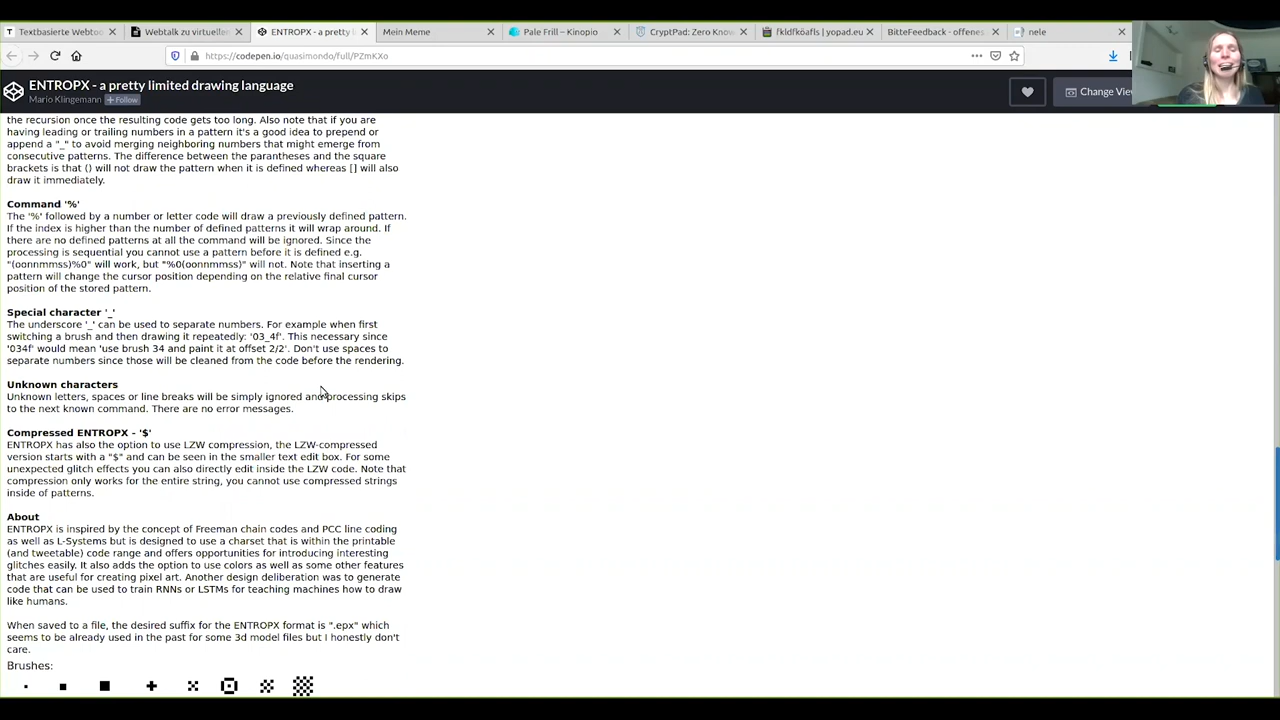 Textbasierte Webtoo
Webtalk zu virtueller
ENTROPX - a pretty l
Mein Meme
Pale Frill – Kinopio
CryptPad: Zero Know
fkldfköafls | yopad.eu
BitteFeedback - offenes
nele
https://codepen.io/quasimondo/full/PZmKXo
ENTROPX - a pretty limited drawing language
Mario Klingemann + Follow
Change View
the recursion once the resulting code gets too long. Also note that if you are
having leading or trailing numbers in a pattern it's a good idea to prepend or
append a "_" to avoid merging neighboring numbers that might emerge from
consecutive patterns. The difference between the parantheses and the square
brackets is that () will not draw the pattern when it is defined whereas [] will also
draw it immediately.
Command '%'
The '%' followed by a number or letter code will draw a previously defined pattern.
If the index is higher than the number of defined patterns it will wrap around. If
there are no defined patterns at all the command will be ignored. Since the
processing is sequential you cannot use a pattern before it is defined e.g.
"(oonnmmss)%0" will work, but "%0(oonnmmss)" will not. Note that inserting a
pattern will change the cursor position depending on the relative final cursor
position of the stored pattern.
Special character '_'
The underscore '_' can be used to separate numbers. For example when first
switching a brush and then drawing it repeatedly: '03_4f'. This necessary since
'034f' would mean 'use brush 34 and paint it at offset 2/2'. Don't use spaces to
separate numbers since those will be cleaned from the code before the rendering.
Unknown characters
Unknown letters, spaces or line breaks will be simply ignored and processing skips
to the next known command. There are no error messages.
Compressed ENTROPX - '$'
ENTROPX has also the option to use LZW compression, the LZW-compressed
version starts with a "$" and can be seen in the smaller text edit box. For some
unexpected glitch effects you can also directly edit inside the LZW code. Note that
compression only works for the entire string, you cannot use compressed strings
inside of patterns.
About
ENTROPX is inspired by the concept of Freeman chain codes and PCC line coding
as well as L-Systems but is designed to use a charset that is within the printable
(and tweetable) code range and offers opportunities for introducing interesting
glitches easily. It also adds the option to use colors as well as some other features
that are useful for creating pixel art. Another design deliberation was to generate
code that can be used to train RNNs or LSTMs for teaching machines how to draw
like humans.
When saved to a file, the desired suffix for the ENTROPX format is ".epx" which
seems to be already used in the past for some 3d model files but I honestly don't
care.
Brushes: